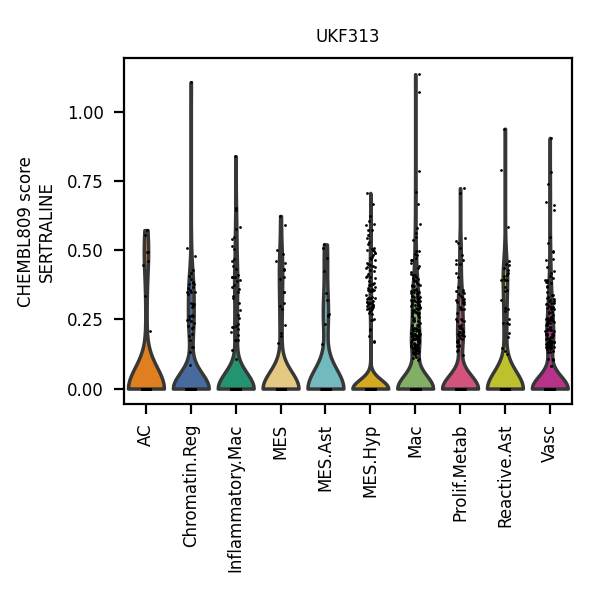 UKF313
CHEMBL809 score
SERTRALINE
1.00
0.75
0.50
0.25
0.00
AC
Chromatin.Reg
Inflammatory.Mac
MES
MES.Ast
MES.Hyp
Mac
Prolif.Metab
Reactive.Ast
Vasc